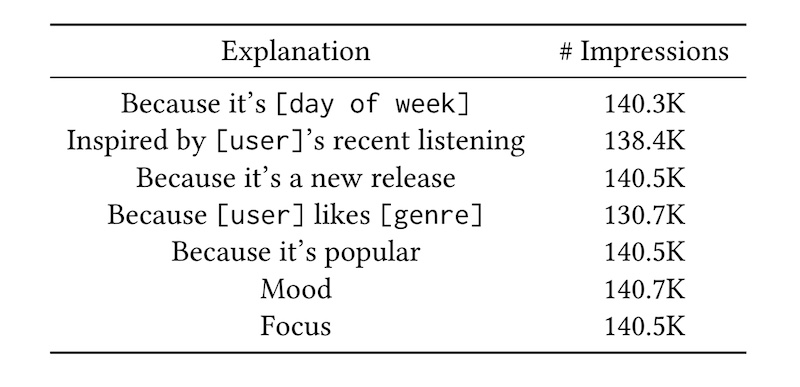 Explanation # Impressions
Because it’s [day of week] 140.3K
Inspired by [user]’s recent listening 138.4K
Because it’s a new release 140.5K
Because [user] likes [genre] 130.7K
Because it’s popular 140.5K
Mood 140.7K
Focus 140.5K